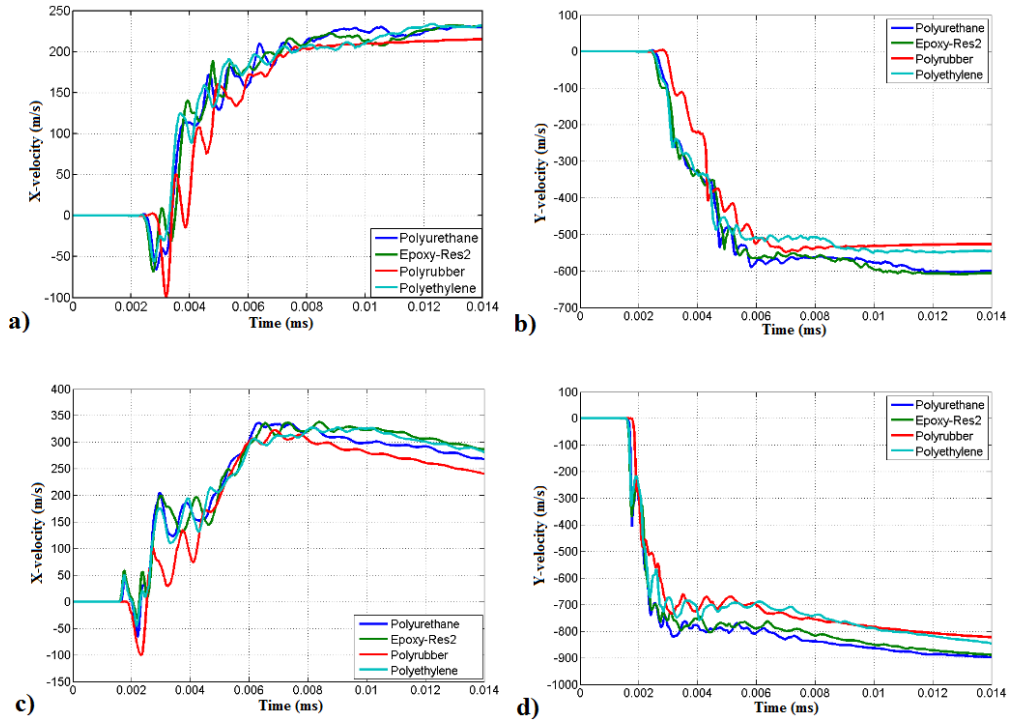 250
200
150
100
50
0
-50
-100
X-velocity (m/s)
0 0.002 0.004 0.006 0.008 0.01 0.012 0.014
Time (ms)
Polyurethane
Epoxy-Res2
Polyrubber
Polyethylene
a)
100
0
-100
-200
-300
-400
-500
-600
-700
Y-velocity (m/s)
0 0.002 0.004 0.006 0.008 0.01 0.012 0.014
Time (ms)
Polyurethane
Epoxy-Res2
Polyrubber
Polyethylene
b)
400
350
300
250
200
150
100
50
0
-50
-100
-150
X-velocity (m/s)
0 0.002 0.004 0.006 0.008 0.01 0.012 0.014
Time (ms)
Polyurethane
Epoxy-Res2
Polyrubber
Polyethylene
c)
100
0
-100
-200
-300
-400
-500
-600
-700
-800
-900
-1000
Y-velocity (m/s)
0 0.002 0.004 0.006 0.008 0.01 0.012 0.014
Time (ms)
Polyurethane
Epoxy-Res2
Polyrubber
Polyethylene
d)